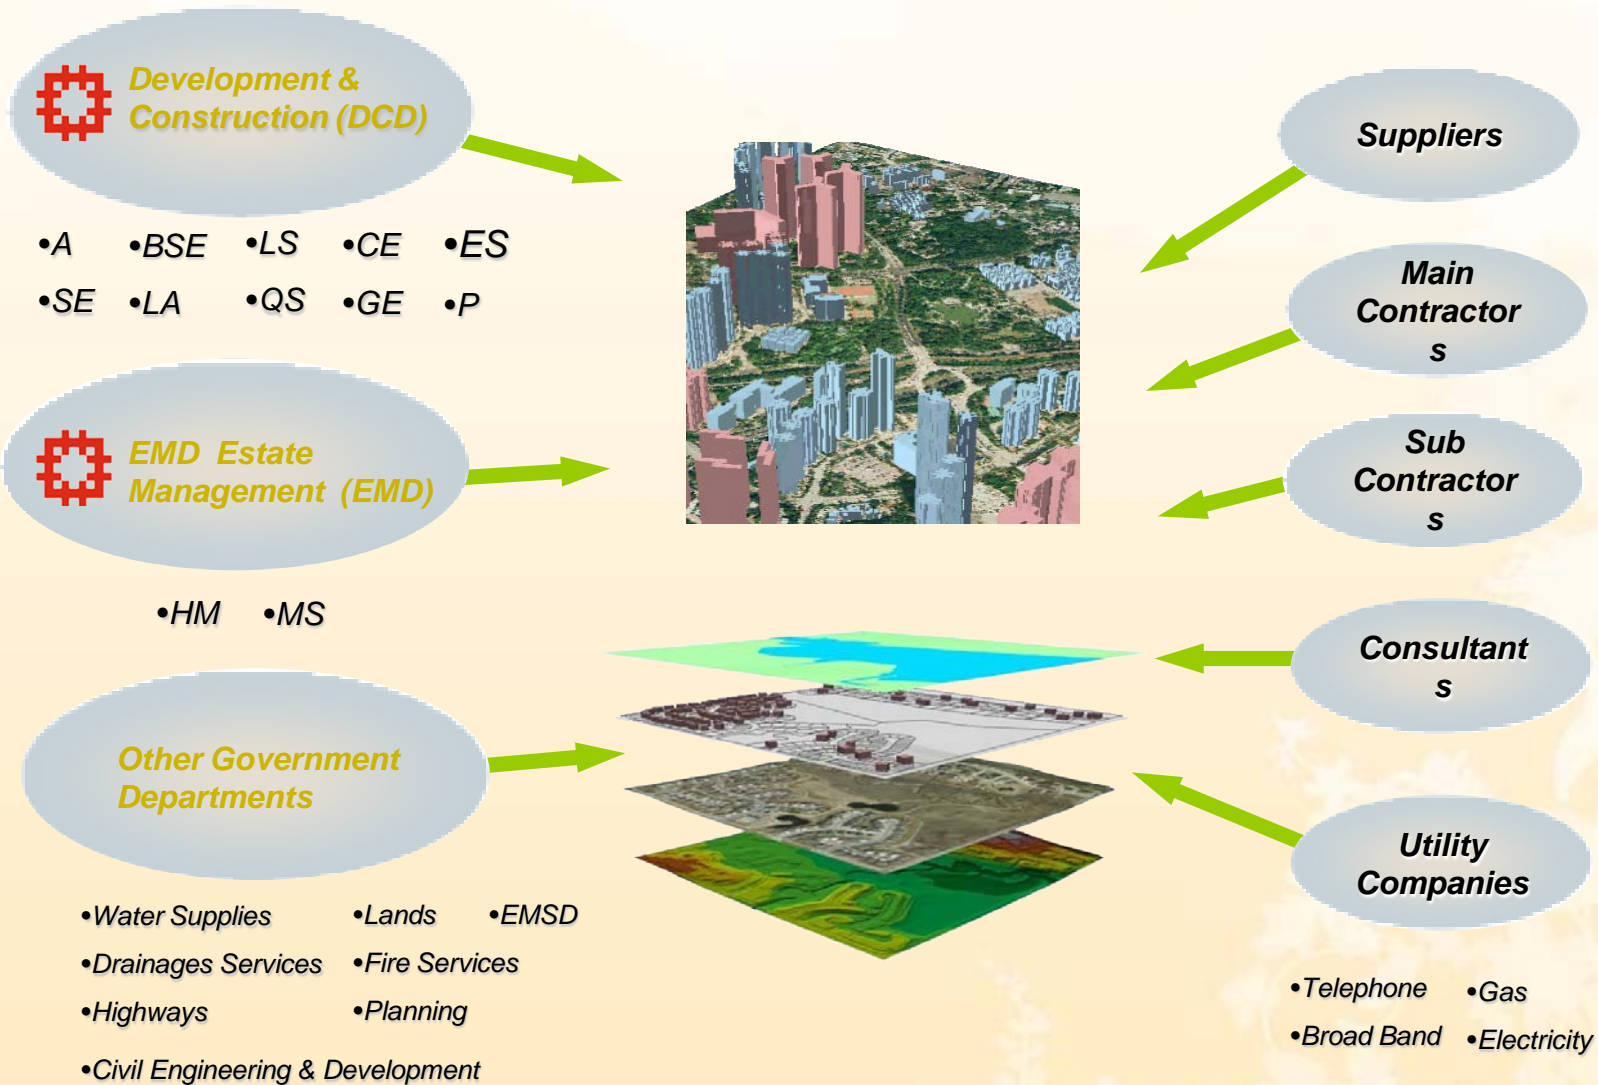 Development &
Construction (DCD)
•A •BSE •LS •CE •ES
•SE •LA •QS •GE •P
EMD Estate
Management (EMD)
•HM •MS
Other Government
Departments
•Water Supplies •Lands •EMSD
•Drainages Services •Fire Services
•Highways •Planning
•Civil Engineering & Development
Suppliers
Main
Contractor
s
Sub
Contractor
s
Consultant
s
Utility
Companies
•Telephone •Gas
•Broad Band •Electricity